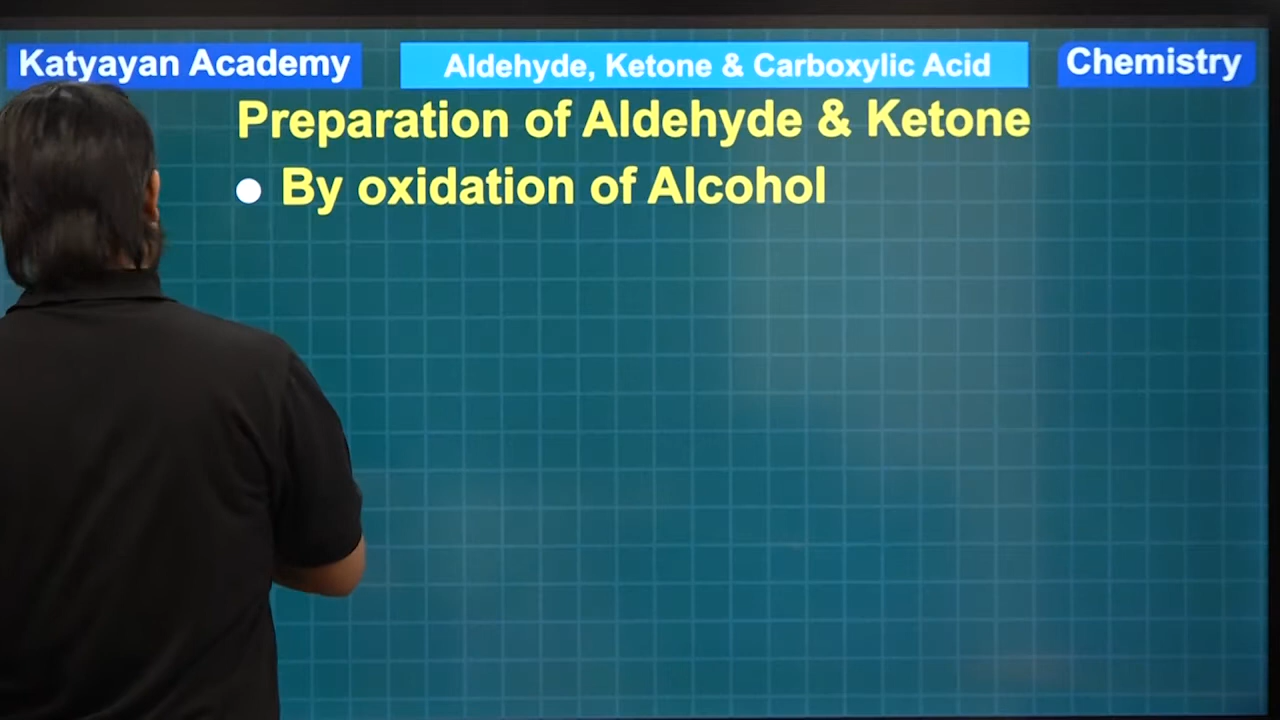 Katyayan Academy
Aldehyde, Ketone & Carboxylic Acid
Chemistry
Preparation of Aldehyde & Ketone
● By oxidation of Alcohol